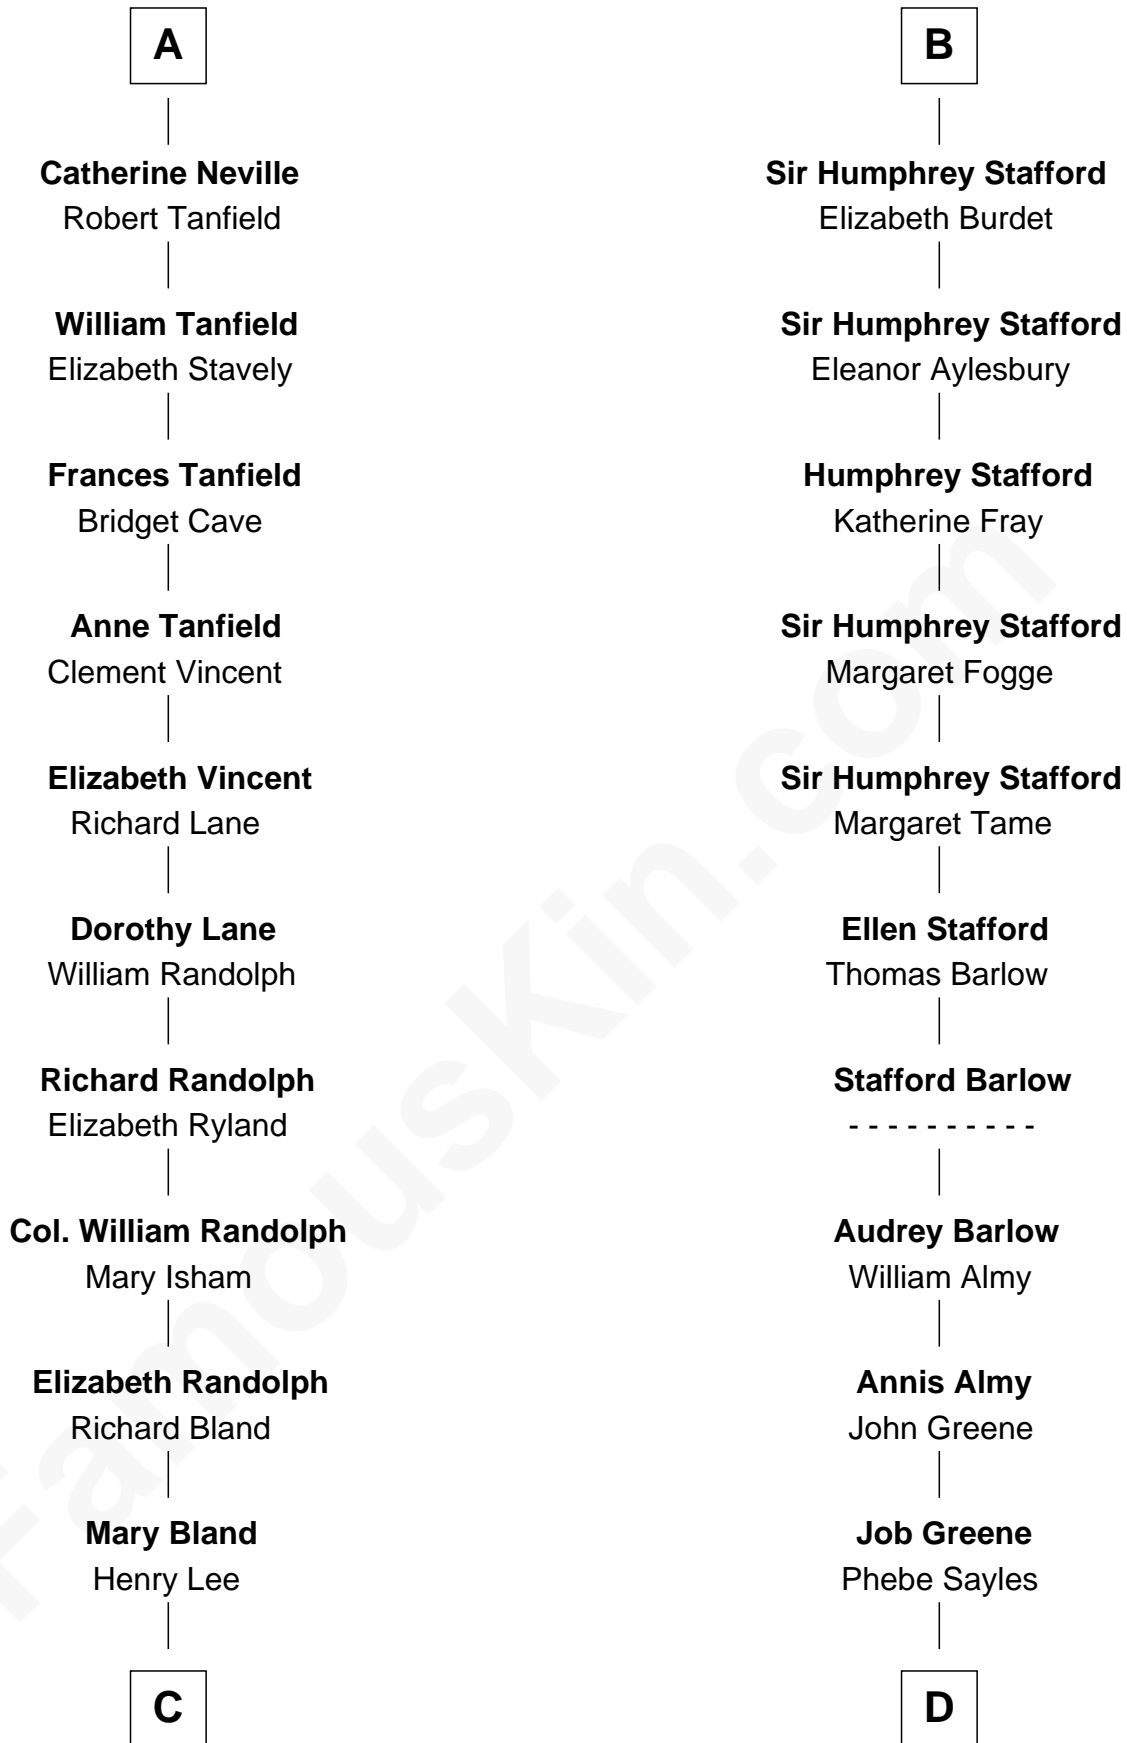 A
Catherine Neville
Robert Tanfield
William Tanfield
Elizabeth Stavely
Frances Tanfield
Bridget Cave
Anne Tanfield
Clement Vincent
Elizabeth Vincent
Richard Lane
Dorothy Lane
William Randolph
Richard Randolph
Elizabeth Ryland
Col. William Randolph
Mary Isham
Elizabeth Randolph
Richard Bland
Mary Bland
Henry Lee
C
B
Sir Humphrey Stafford
Elizabeth Burdet
Sir Humphrey Stafford
Eleanor Aylesbury
Humphrey Stafford
Katherine Fray
Sir Humphrey Stafford
Margaret Fogge
Sir Humphrey Stafford
Margaret Tame
Ellen Stafford
Thomas Barlow
Stafford Barlow
- - - - - - - - - -
Audrey Barlow
William Almy
Annis Almy
John Greene
Job Greene
Phebe Sayles
D
FamousKin.com